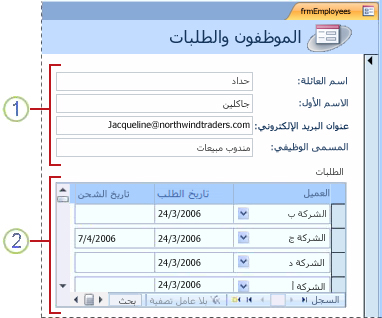 frmEmployees
الموظفون والطلبات
1
اسم العائلة: حداد
الاسم الأول: جاكلين
عنوان البريد الإلكتروني: Jacqueline@northwindtraders.com
المسمى الوظيفي: مندوب مبيعات
2
الطلبات
العميل تاريخ الطلب تاريخ الشحن
الشركة ب 24/3/2006
الشركة ج 24/3/2006 7/4/2006
الشركة د 24/3/2006
الشركة أ 24/3/2006
السجل بلا عامل تصفية بحث